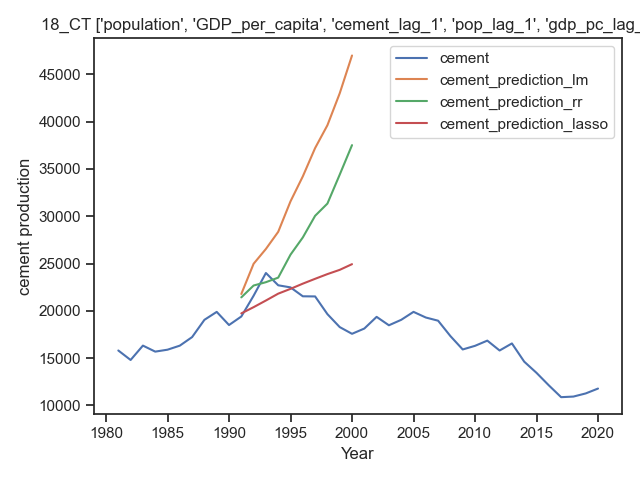 18_CT ['population', 'GDP_per_capita', 'cement_lag_1', 'pop_lag_1', 'gdp_pc_lag_
cement
cement_prediction_lm
cement_prediction_rr
cement_prediction_lasso
cement production
45000
40000
35000
30000
25000
20000
15000
10000
1980
1985
1990
1995
2000
2005
2010
2015
2020
Year